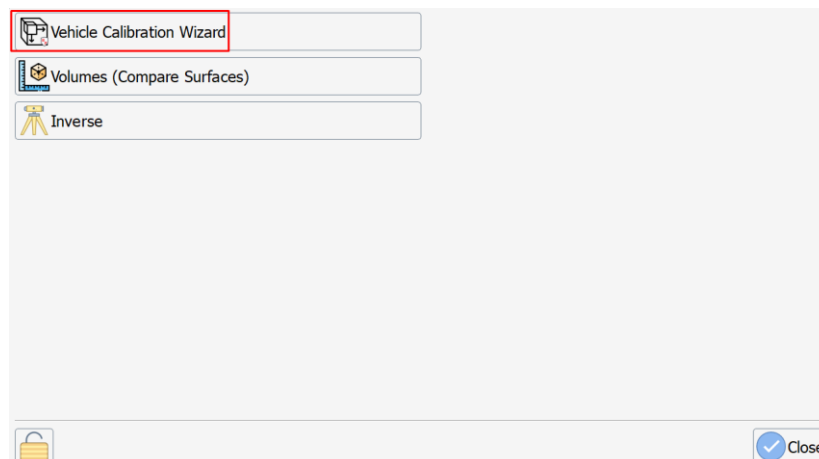 Vehicle Calibration Wizard
Volumes (Compare Surfaces)
Inverse
Close